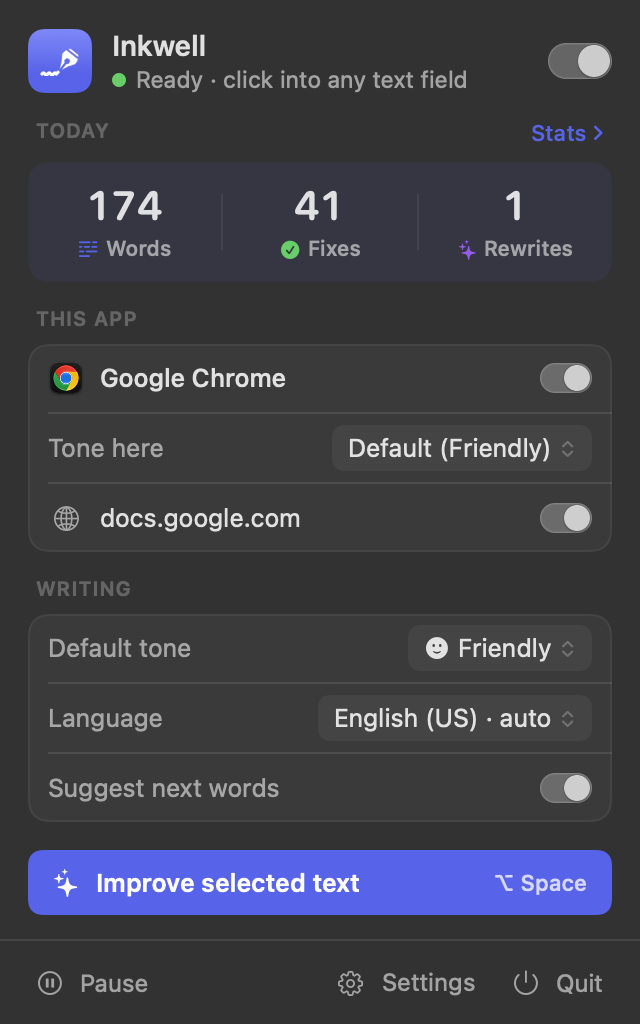 Inkwell
Ready · click into any text field
TODAY
Stats
174
41
1
Words
Fixes
Rewrites
THIS APP
Google Chrome
Tone here
Default (Friendly)
docs.google.com
WRITING
Default tone
Friendly
Language
English (US) · auto
Suggest next words
Improve selected text
⌥ Space
Pause
Settings
Quit